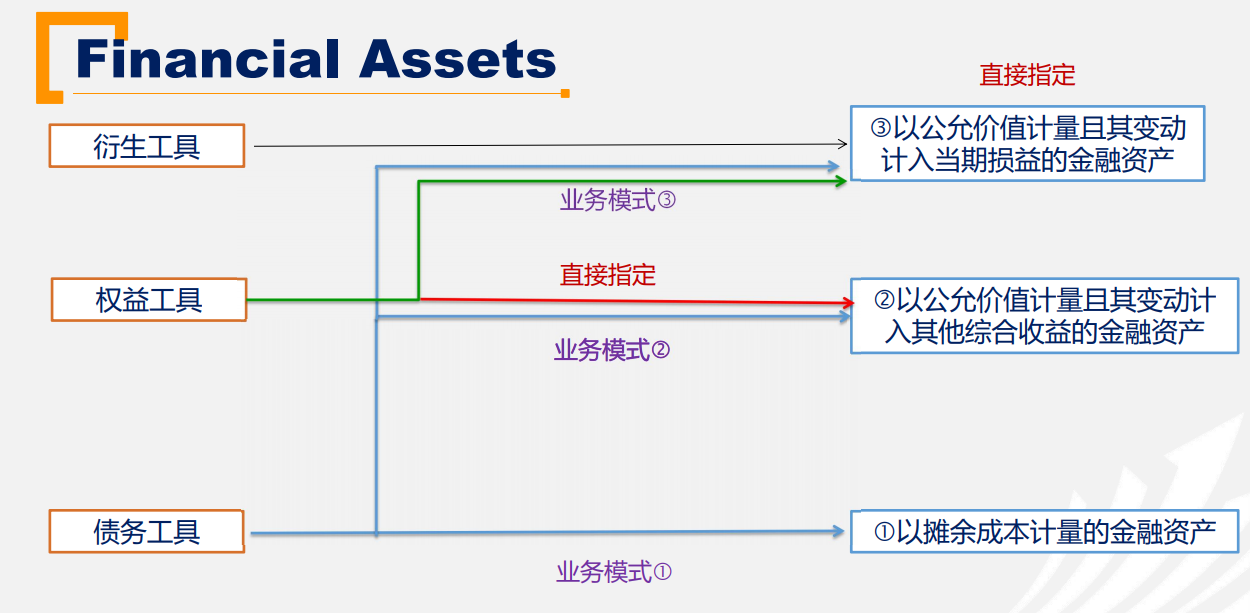 Financial Assets
直接指定
衍生工具
③以公允价值计量且其变动
计入当期损益的金融资产
业务模式③
直接指定
权益工具
②以公允价值计量且其变动计
入其他综合收益的金融资产
业务模式②
债务工具
①以摊余成本计量的金融资产
业务模式①